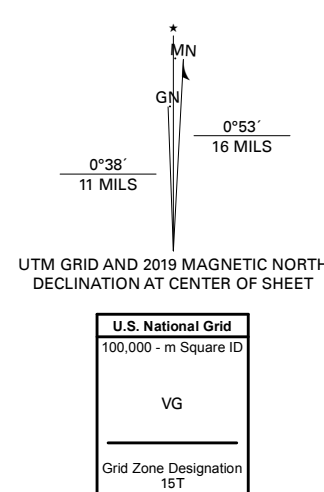 ★
MN
GN
0°53´
16 MILS
0°38´
11 MILS
UTM GRID AND 2019 MAGNETIC NORTH
DECLINATION AT CENTER OF SHEET
U.S. National Grid
100,000 - m Square ID
VG
Grid Zone Designation
15T